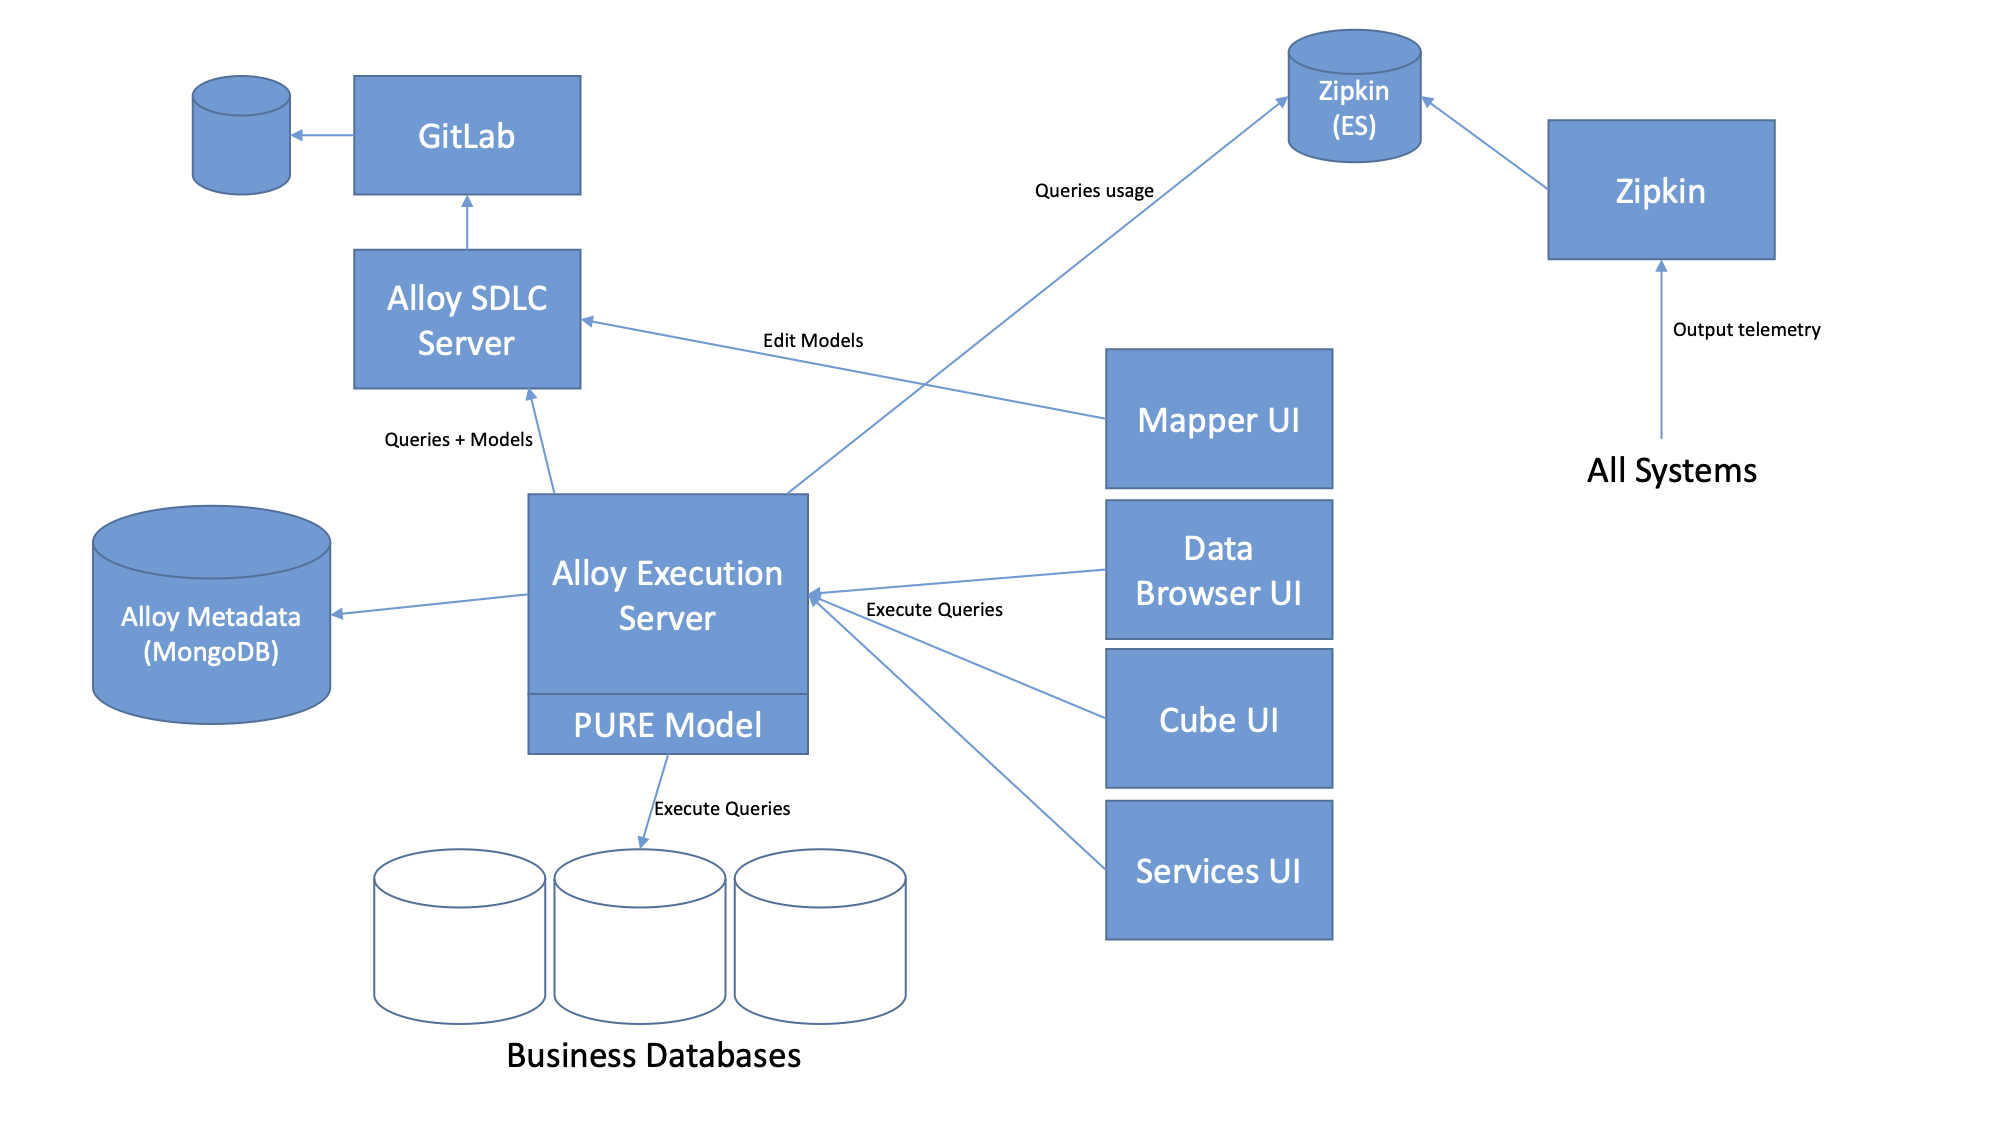 Zipkin
(ES)
GitLab
Zipkin
Queries usage
Alloy SDLC
Server
Output telemetry
Edit Models
Mapper UI
Queries + Models
All Systems
Data
Browser UI
Alloy Execution
Server
Execute Queries
Alloy Metadata
(MongoDB)
PURE Model
Cube UI
Execute Queries
Services UI
Business Databases